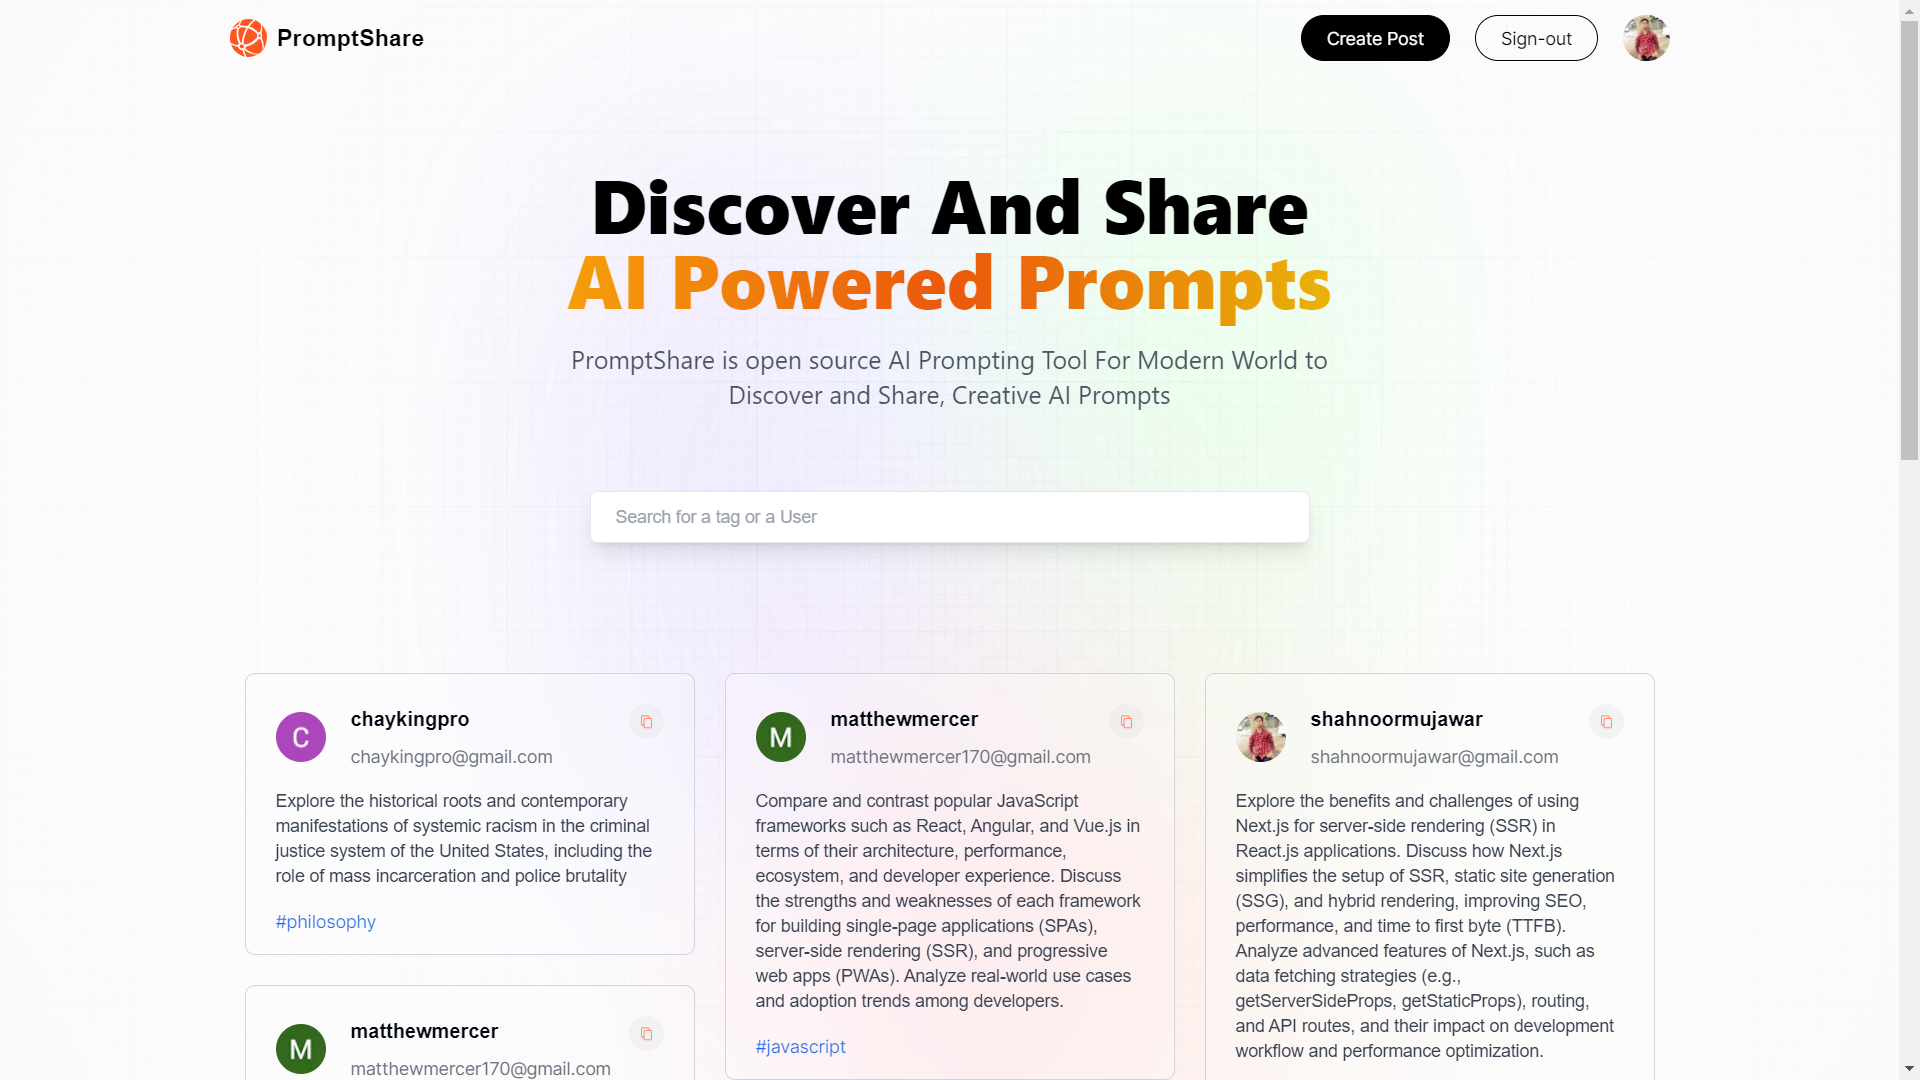 PromptShare
Create Post
Sign-out
Discover And Share
AI Powered Prompts
PromptShare is open source AI Prompting Tool For Modern World to
Discover and Share, Creative AI Prompts
Search for a tag or a User
C
chaykingpro
chaykingpro@gmail.com
Explore the historical roots and contemporary
manifestations of systemic racism in the criminal
justice system of the United States, including the
role of mass incarceration and police brutality
#philosophy
M
matthewmercer
matthewmercer170@gmail.com
M
matthewmercer
matthewmercer170@gmail.com
Compare and contrast popular JavaScript
frameworks such as React, Angular, and Vue.js in
terms of their architecture, performance,
ecosystem, and developer experience. Discuss
the strengths and weaknesses of each framework
for building single-page applications (SPAs),
server-side rendering (SSR), and progressive
web apps (PWAs). Analyze real-world use cases
and adoption trends among developers.
#javascript
shahnoormujawar
shahnoormujawar@gmail.com
Explore the benefits and challenges of using
Next.js for server-side rendering (SSR) in
React.js applications. Discuss how Next.js
simplifies the setup of SSR, static site generation
(SSG), and hybrid rendering, improving SEO,
performance, and time to first byte (TTFB).
Analyze advanced features of Next.js, such as
data fetching strategies (e.g.,
getServerSideProps, getStaticProps), routing,
and API routes, and their impact on development
workflow and performance optimization.